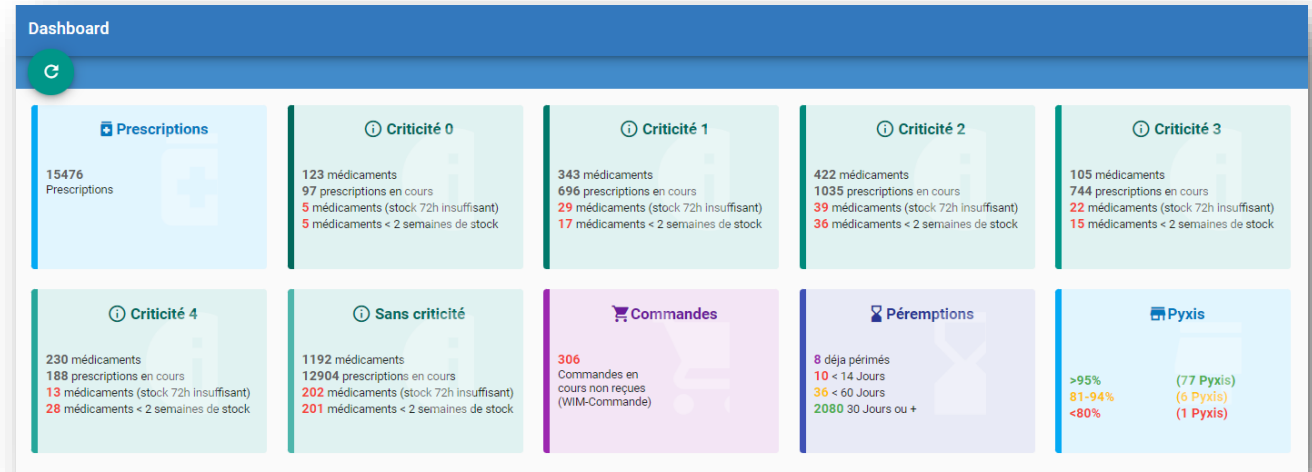 Dashboard
Prescriptions
15476
Prescriptions
Criticité 0
123 médicaments
97 prescriptions en cours
5 médicaments (stock 72h insuffisant)
5 médicaments < 2 semaines de stock
Criticité 1
343 médicaments
696 prescriptions en cours
29 médicaments (stock 72h insuffisant)
17 médicaments < 2 semaines de stock
Criticité 2
422 médicaments
1035 prescriptions en cours
39 médicaments (stock 72h insuffisant)
36 médicaments < 2 semaines de stock
Criticité 3
105 médicaments
744 prescriptions en cours
22 médicaments (stock 72h insuffisant)
15 médicaments < 2 semaines de stock
Criticité 4
230 médicaments
188 prescriptions en cours
13 médicaments (stock 72h insuffisant)
28 médicaments < 2 semaines de stock
Sans criticité
1192 médicaments
12904 prescriptions en cours
202 médicaments (stock 72h insuffisant)
201 médicaments < 2 semaines de stock
Commandes
306
Commandes en
cours non reçues
(WIM-Commande)
Péremptions
8 déja périmés
10 < 14 Jours
36 < 60 Jours
2080 30 Jours ou +
Pyxis
>95% (77 Pyxis)
81-94% (6 Pyxis)
<80% (1 Pyxis)